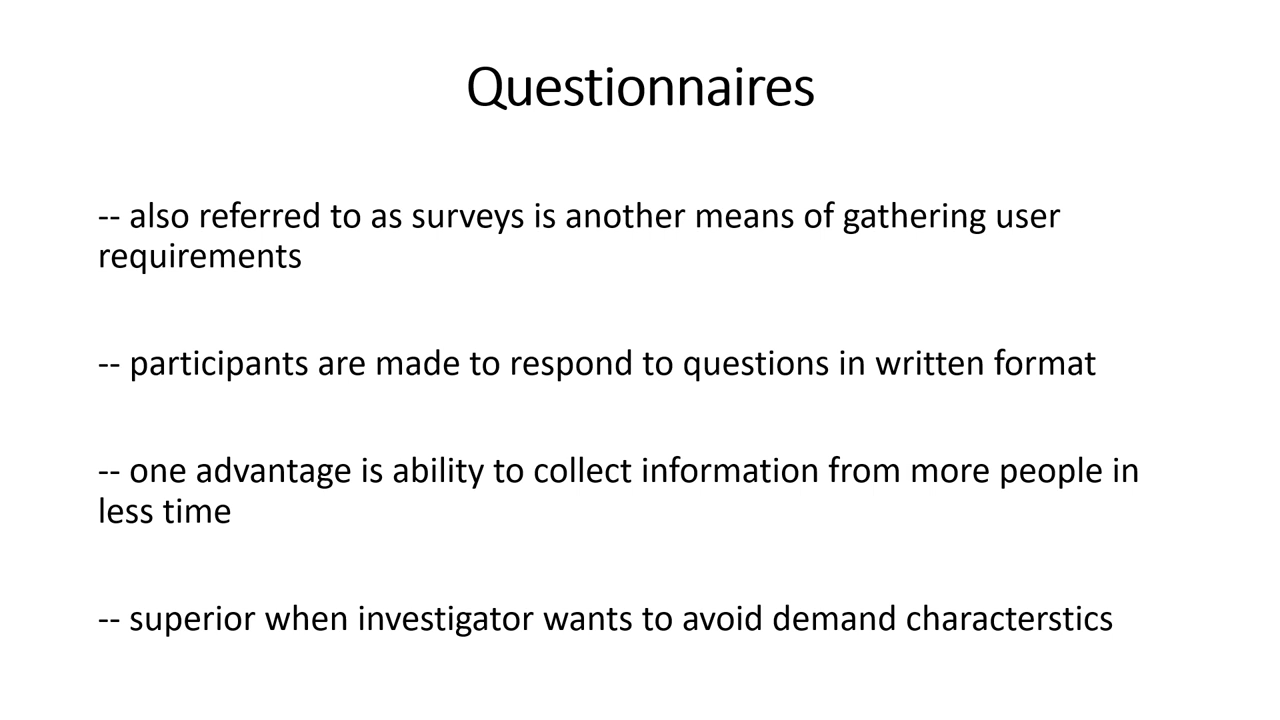 Questionnaires
-- also referred to as surveys is another means of gathering user
requirements
-- participants are made to respond to questions in written format
-- one advantage is ability to collect information from more people in
less time
-- superior when investigator wants to avoid demand characterstics